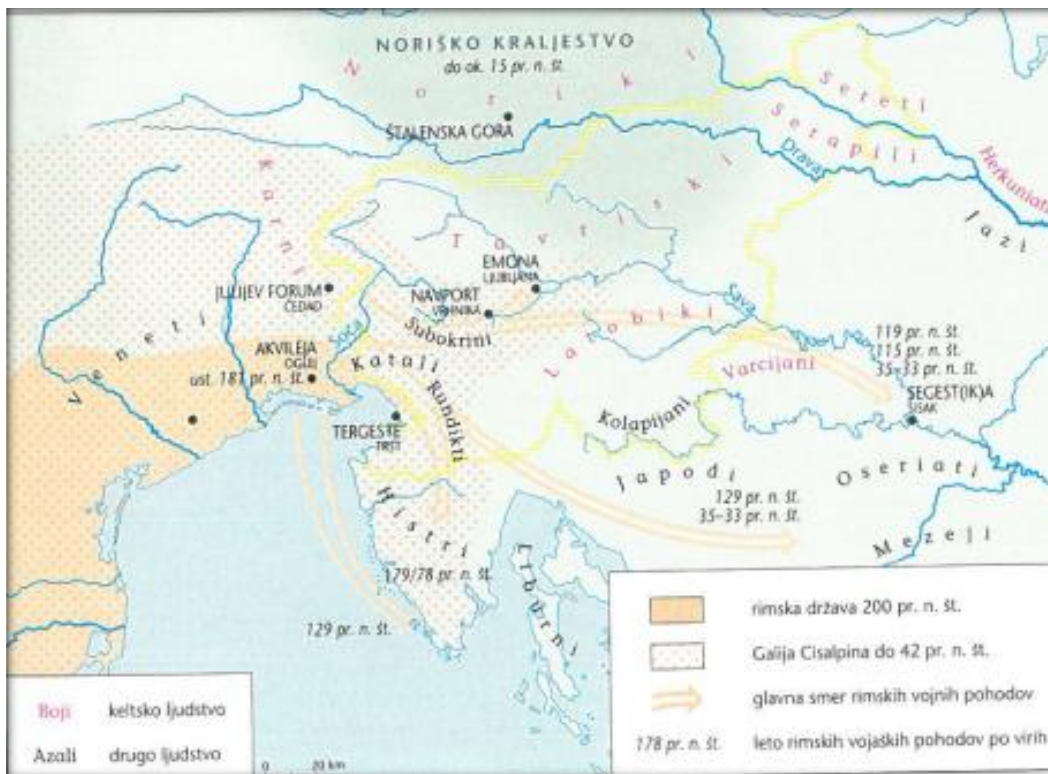 NORIŠKO KRALJESTVO
do ok. 15 pr. n. št.
Noriki
ŠTALENSKA GORA
Sereti
Serapili
Drava
Herkuniati
Jazi
Karni
Tavriski
EMONA
LJUBLJANA
JULIJEV FORUM
ČEDAD
NAVPORT
VRHNIKA
Sava
Soča
Subokrini
Latobiki
Veneti
AKVILEJA
OGLEJ
ust. 181 pr. n. št.
Katali
Rundikti
Varcijani
119 pr. n. št.
115 pr. n. št.
35–33 pr. n. št.
SEGEST(IK)A
SISAK
TERGESTE
TRST
Kolapijani
Japodi
129 pr. n. št.
35–33 pr. n. št.
Oseriati
Mezeji
Histri
179/78 pr. n. št.
Liburni
129 pr. n. št.
rimska država 200 pr. n. št.
Galija Cisalpina do 42 pr. n. št.
glavna smer rimskih vojnih pohodov
178 pr. n. št. leto rimskih vojaških pohodov po virih
Boji keltsko ljudstvo
Azali drugo ljudstvo
0 20 km